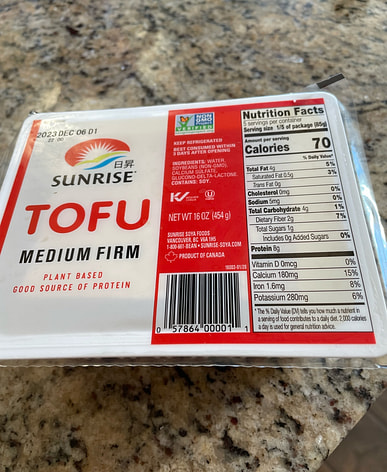 2023 DEC 06 D1
日昇
SUNRISE
TOFU
MEDIUM FIRM
PLANT BASED
GOOD SOURCE OF PROTEIN
NON
GMO
VERIFIED
KEEP REFRIGERATED
BEST CONSUMED WITHIN
3 DAYS AFTER OPENING
INGREDIENTS: WATER,
SOYBEANS (NON-GMO),
CALCIUM SULFATE,
GLUCONO-DELTA-LACTONE.
CONTAINS: SOY.
NET WT 16 OZ (454 g)
SUNRISE SOYA FOODS
VANCOUVER, BC V6A 1N5
1-800-661-BEAN • SUNRISE-SOYA.COM
PRODUCT OF CANADA
0 57864 00001 1
Nutrition Facts
5 servings per container
Serving size 1/5 of package (85g)
Amount per serving
Calories 70
% Daily Value*
Total Fat 4g 5%
Saturated Fat 0.5g 3%
Trans Fat 0g
Cholesterol 0mg 0%
Sodium 5mg 0%
Total Carbohydrate 4g 1%
Dietary Fiber 2g 7%
Total Sugars 1g
Includes 0g Added Sugars 0%
Protein 8g
Vitamin D 0mcg 0%
Calcium 180mg 15%
Iron 1.6mg 8%
Potassium 280mg 6%
* The % Daily Value (DV) tells you how much a nutrient in
a serving of food contributes to a daily diet. 2,000 calories
a day is used for general nutrition advice.